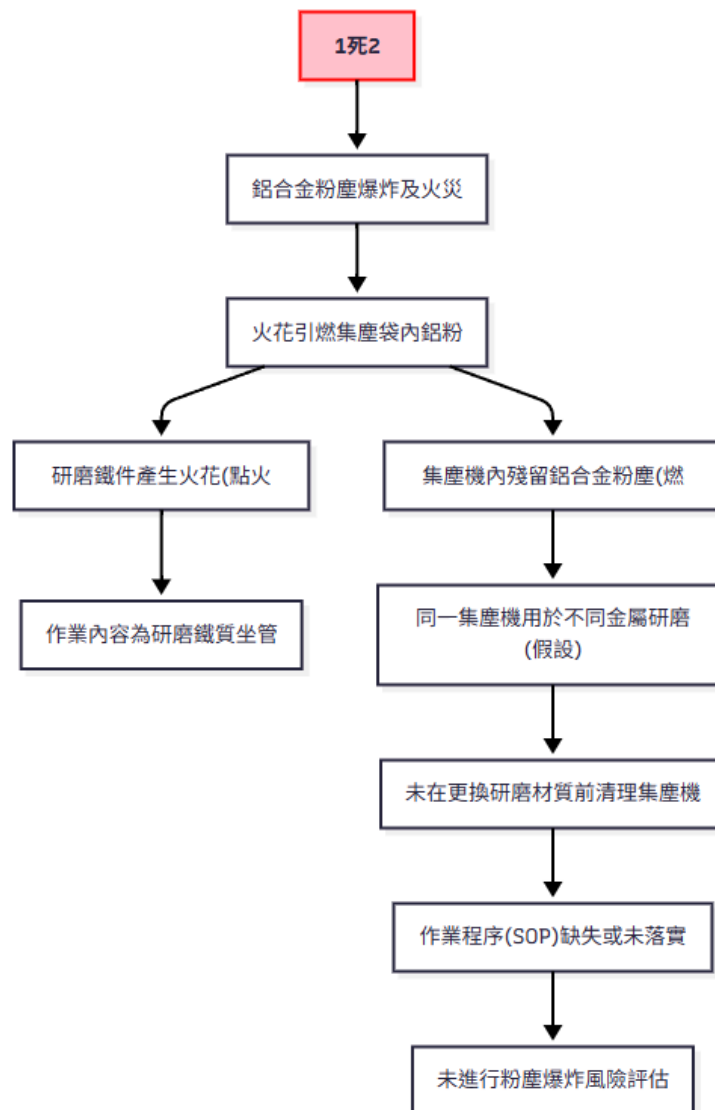 1死2
鋁合金粉塵爆炸及火災
火花引燃集塵袋內鋁粉
研磨鐵件產生火花(點火
集塵機內殘留鋁合金粉塵(燃
作業內容為研磨鐵質坐管
同一集塵機用於不同金屬研磨
(假設)
未在更換研磨材質前清理集塵機
作業程序(SOP)缺失或未落實
未進行粉塵爆炸風險評估